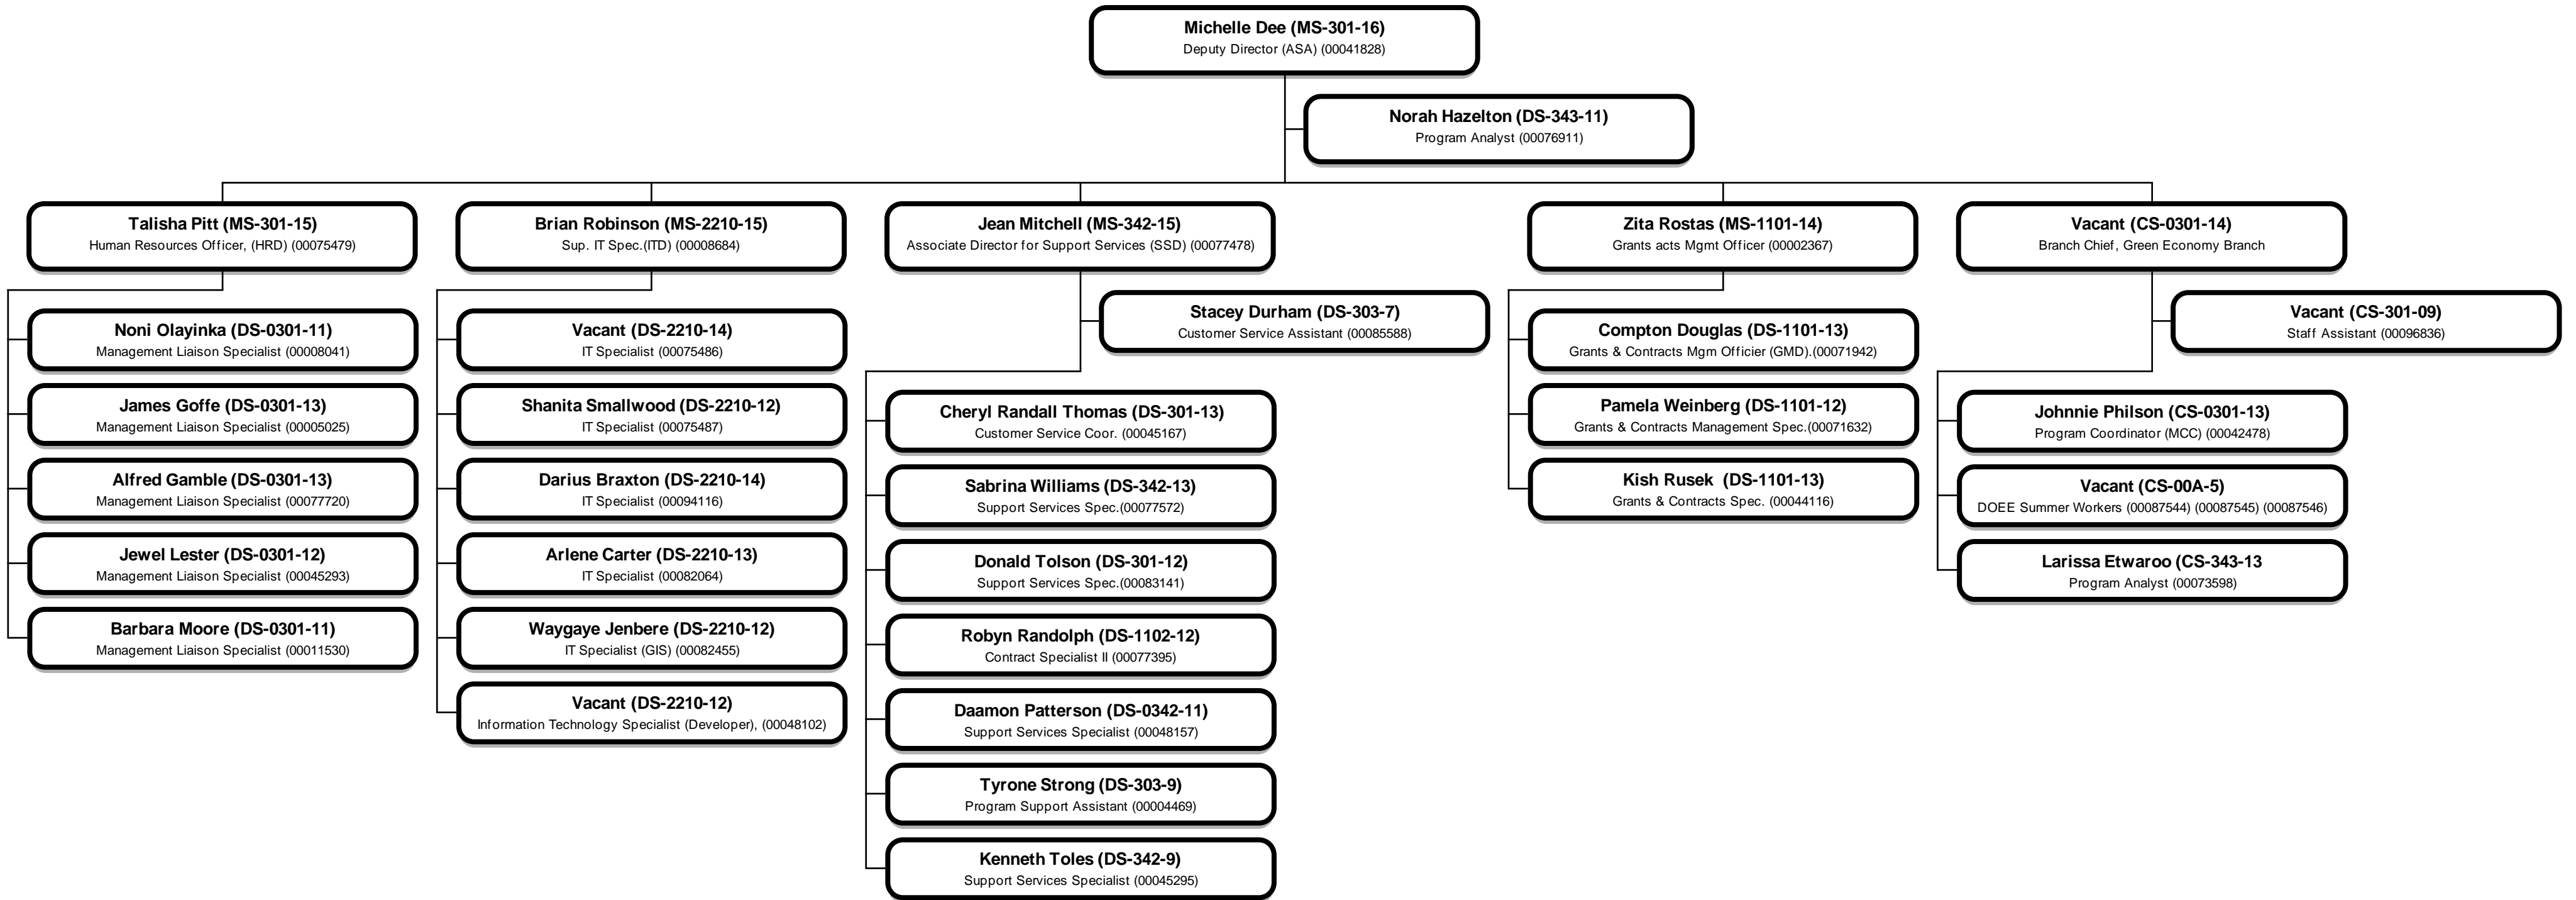 Michelle Dee (MS-301-16)
Deputy Director (ASA) (00041828)
Norah Hazelton (DS-343-11)
Program Analyst (00076911)
Talisha Pitt (MS-301-15)
Human Resources Officer, (HRD) (00075479)
Noni Olayinka (DS-0301-11)
Management Liaison Specialist (00008041)
James Goffe (DS-0301-13)
Management Liaison Specialist (00005025)
Alfred Gamble (DS-0301-13)
Management Liaison Specialist (00077720)
Jewel Lester (DS-0301-12)
Management Liaison Specialist (00045293)
Barbara Moore (DS-0301-11)
Management Liaison Specialist (00011530)
Brian Robinson (MS-2210-15)
Sup. IT Spec.(ITD) (00008684)
Vacant (DS-2210-14)
IT Specialist (00075486)
Shanita Smallwood (DS-2210-12)
IT Specialist (00075487)
Darius Braxton (DS-2210-14)
IT Specialist (00094116)
Arlene Carter (DS-2210-13)
IT Specialist (00082064)
Waygaye Jenbere (DS-2210-12)
IT Specialist (GIS) (00082455)
Vacant (DS-2210-12)
Information Technology Specialist (Developer), (00048102)
Jean Mitchell (MS-342-15)
Associate Director for Support Services (SSD) (00077478)
Stacey Durham (DS-303-7)
Customer Service Assistant (00085588)
Cheryl Randall Thomas (DS-301-13)
Customer Service Coor. (00045167)
Sabrina Williams (DS-342-13)
Support Services Spec.(00077572)
Donald Tolson (DS-301-12)
Support Services Spec.(00083141)
Robyn Randolph (DS-1102-12)
Contract Specialist II (00077395)
Daamon Patterson (DS-0342-11)
Support Services Specialist (00048157)
Tyrone Strong (DS-303-9)
Program Support Assistant (00004469)
Kenneth Toles (DS-342-9)
Support Services Specialist (00045295)
Zita Rostas (MS-1101-14)
Grants acts Mgmt Officer (00002367)
Compton Douglas (DS-1101-13)
Grants & Contracts Mgm Officier (GMD).(00071942)
Pamela Weinberg (DS-1101-12)
Grants & Contracts Management Spec.(00071632)
Kish Rusek  (DS-1101-13)
Grants & Contracts Spec. (00044116)
Vacant (CS-0301-14)
Branch Chief, Green Economy Branch
Vacant (CS-301-09)
Staff Assistant (00096836)
Johnnie Philson (CS-0301-13)
Program Coordinator (MCC) (00042478)
Vacant (CS-00A-5)
DOEE Summer Workers (00087544) (00087545) (00087546)
Larissa Etwaroo (CS-343-13
Program Analyst (00073598)